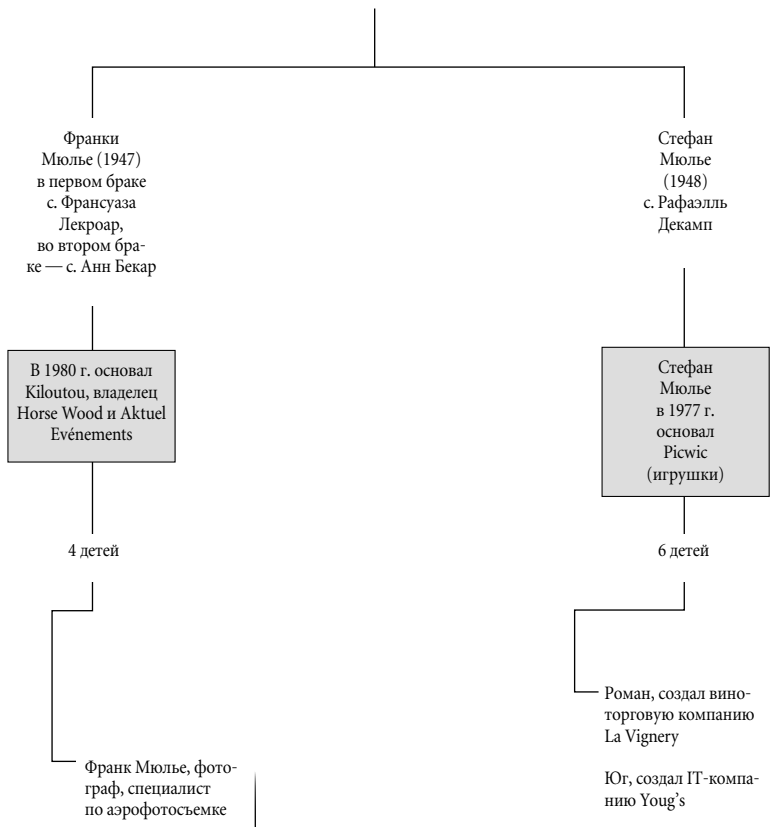 Франки
Мюлье (1947)
в первом браке
с. Франсуаза
Лекроар,
во втором бра-
ке — с. Анн Бекар
В 1980 г. основал
Kiloutou, владелец
Horse Wood и Aktuel
Evénements
4 детей
Франк Мюлье, фото-
граф, специалист
по аэрофотосъемке
Стефан
Мюлье
(1948)
с. Рафаэлль
Декамп
Стефан
Мюлье
в 1977 г.
основал
Picwic
(игрушки)
6 детей
Роман, создал вино-
торговую компанию
La Vignery
Юг, создал IT-компа-
нию Youg's